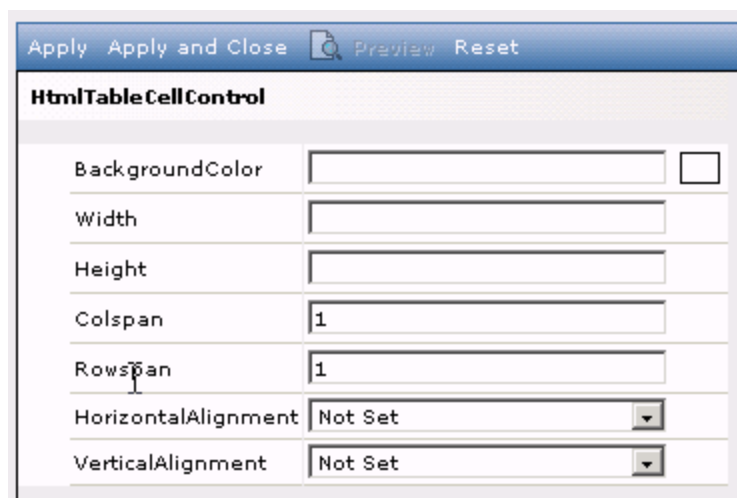 Apply Apply and Close Preview Reset
HtmlTableCellControl
BackgroundColor
Width
Height
Colspan 1
Rowspan 1
HorizontalAlignment Not Set
VerticalAlignment Not Set